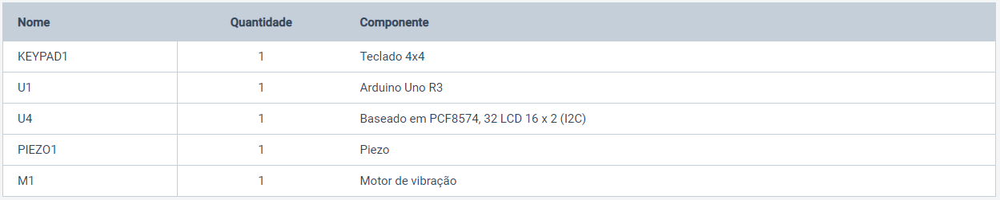 Nome Quantidade Componente
KEYPAD1 1 Teclado 4x4
U1 1 Arduino Uno R3
U4 1 Baseado em PCF8574, 32 LCD 16 x 2 (I2C)
PIEZO1 1 Piezo
M1 1 Motor de vibração